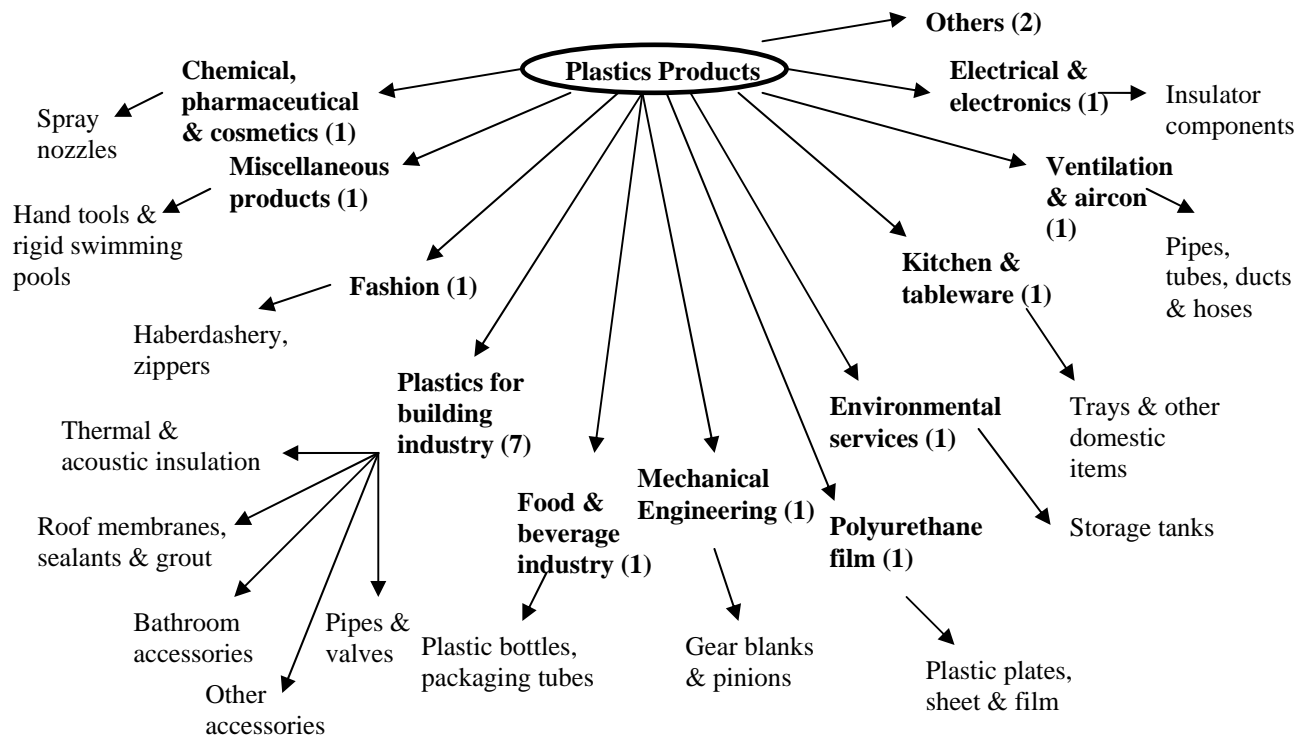 Others (2)
Plastics Products
Chemical,
pharmaceutical
& cosmetics (1)
Electrical &
electronics (1)
Insulator
components
Spray
nozzles
Miscellaneous
products (1)
Ventilation
& aircon
(1)
Hand tools &
rigid swimming
pools
Pipes,
tubes, ducts
& hoses
Kitchen &
tableware (1)
Fashion (1)
Haberdashery,
zippers
Plastics for
building
industry (7)
Environmental
services (1)
Trays & other
domestic
items
Thermal &
acoustic insulation
Mechanical
Engineering (1)
Food &
beverage
industry (1)
Polyurethane
film (1)
Storage tanks
Roof membranes,
sealants & grout
Bathroom
accessories
Pipes &
valves
Plastic bottles,
packaging tubes
Gear blanks
& pinions
Plastic plates,
sheet & film
Other
accessories